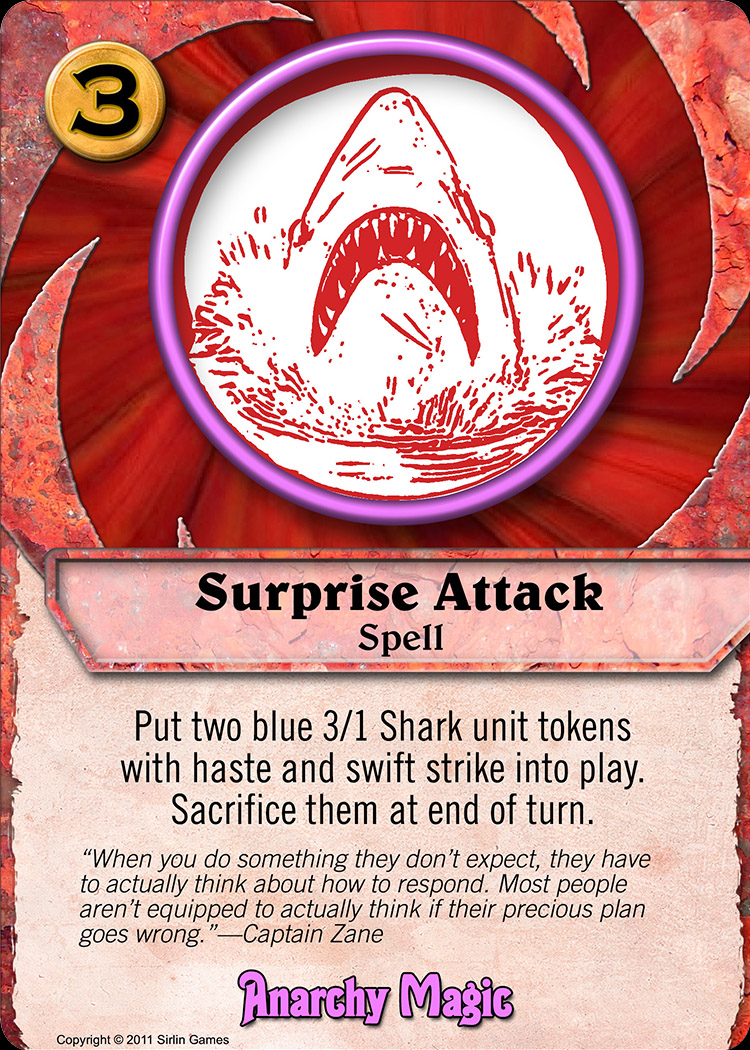 3
Surprise Attack
Spell
Put two blue 3/1 Shark unit tokens
with haste and swift strike into play.
Sacrifice them at end of turn.
“When you do something they don’t expect, they have
to actually think about how to respond. Most people
aren’t equipped to actually think if their precious plan
goes wrong.”—Captain Zane
Anarchy Magic
Copyright © 2011 Sirlin Games